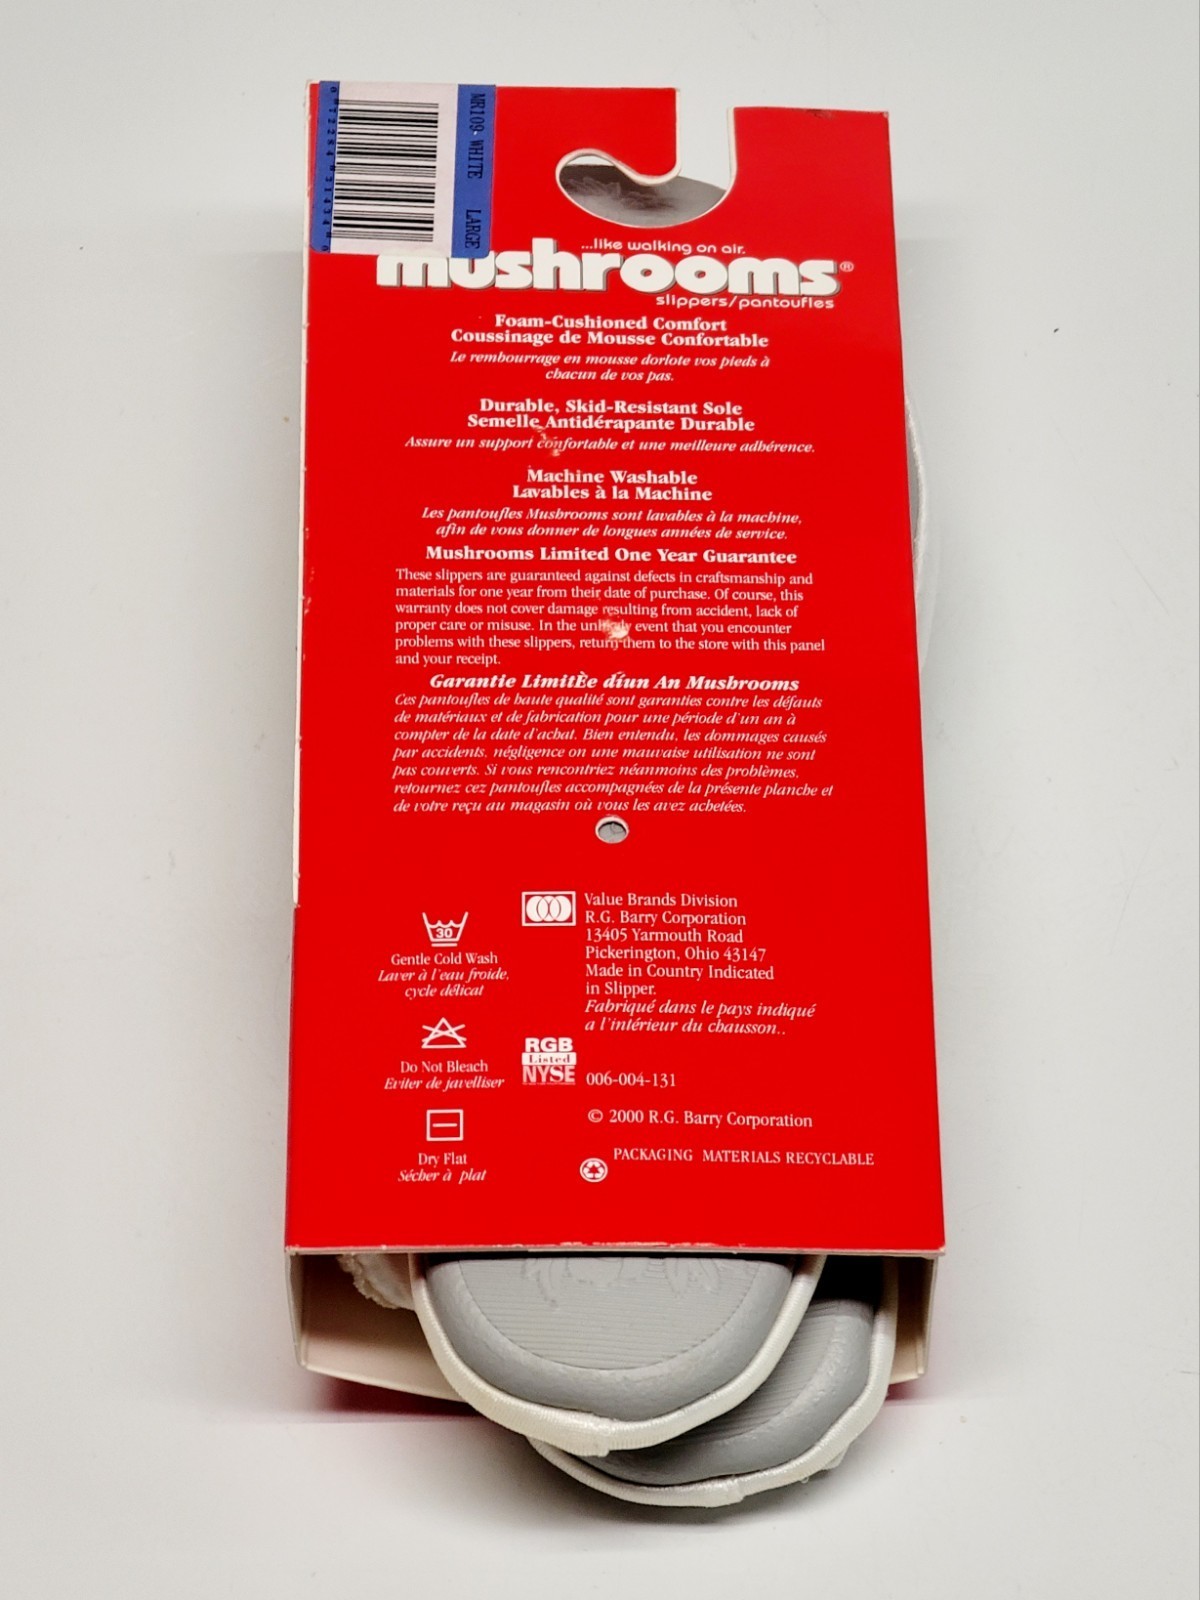 MR109-WHITE LARGE
...like walking on air.
mushrooms®
slippers/pantoufles
Foam-Cushioned Comfort
Coussinage de Mousse Confortable
Le rembourrage en mousse dorlote vos pieds à
chacun de vos pas.
Durable, Skid-Resistant Sole
Semelle Antidérapante Durable
Assure un support confortable et une meilleure adhérence.
Machine Washable
Lavables à la Machine
Les pantoufles Mushrooms sont lavables à la machine,
afin de vous donner de longues années de service.
Mushrooms Limited One Year Guarantee
These slippers are guaranteed against defects in craftsmanship and
materials for one year from their date of purchase. Of course, this
warranty does not cover damage resulting from accident, lack of
proper care or misuse. In the unlikely event that you encounter
problems with these slippers, return them to the store with this panel
and your receipt.
Garantie LimitÈe díun An Mushrooms
Ces pantoufles de haute qualité sont garanties contre les défauts
de matériaux et de fabrication pour une période d'un an à
compter de la date d'achat. Bien entendu, les dommages causés
par accidents, négligence on une mauvaise utilisation ne sont
pas couverts. Si vous rencontriez néanmoins des problèmes,
retournez cez pantoufles accompagnées de la présente planche et
de votre reçu au magasin où vous les avez achetées.
30
Gentle Cold Wash
Laver à l'eau froide,
cycle délicat
Do Not Bleach
Eviter de javelliser
Dry Flat
Sécher à plat
Value Brands Division
R.G. Barry Corporation
13405 Yarmouth Road
Pickerington, Ohio 43147
Made in Country Indicated
in Slipper.
Fabriqué dans le pays indiqué
a l'intérieur du chausson..
RGB
Listed
NYSE
006-004-131
© 2000 R.G. Barry Corporation
PACKAGING MATERIALS RECYCLABLE